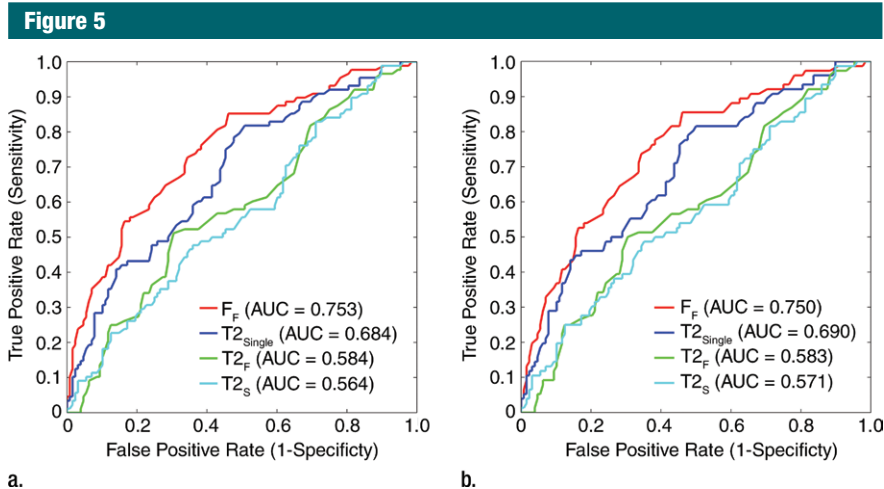 Figure 5
True Positive Rate (Sensitivity)
1.0
0.9
0.8
0.7
0.6
0.5
0.4
0.3
0.2
0.1
0
0 0.2 0.4 0.6 0.8 1.0
False Positive Rate (1-Specificty)
F_F (AUC = 0.753)
T2_Single (AUC = 0.684)
T2_F (AUC = 0.584)
T2_S (AUC = 0.564)
a.
True Positive Rate (Sensitivity)
1.0
0.9
0.8
0.7
0.6
0.5
0.4
0.3
0.2
0.1
0
0 0.2 0.4 0.6 0.8 1.0
False Positive Rate (1-Specificty)
F_F (AUC = 0.750)
T2_Single (AUC = 0.690)
T2_F (AUC = 0.583)
T2_S (AUC = 0.571)
b.